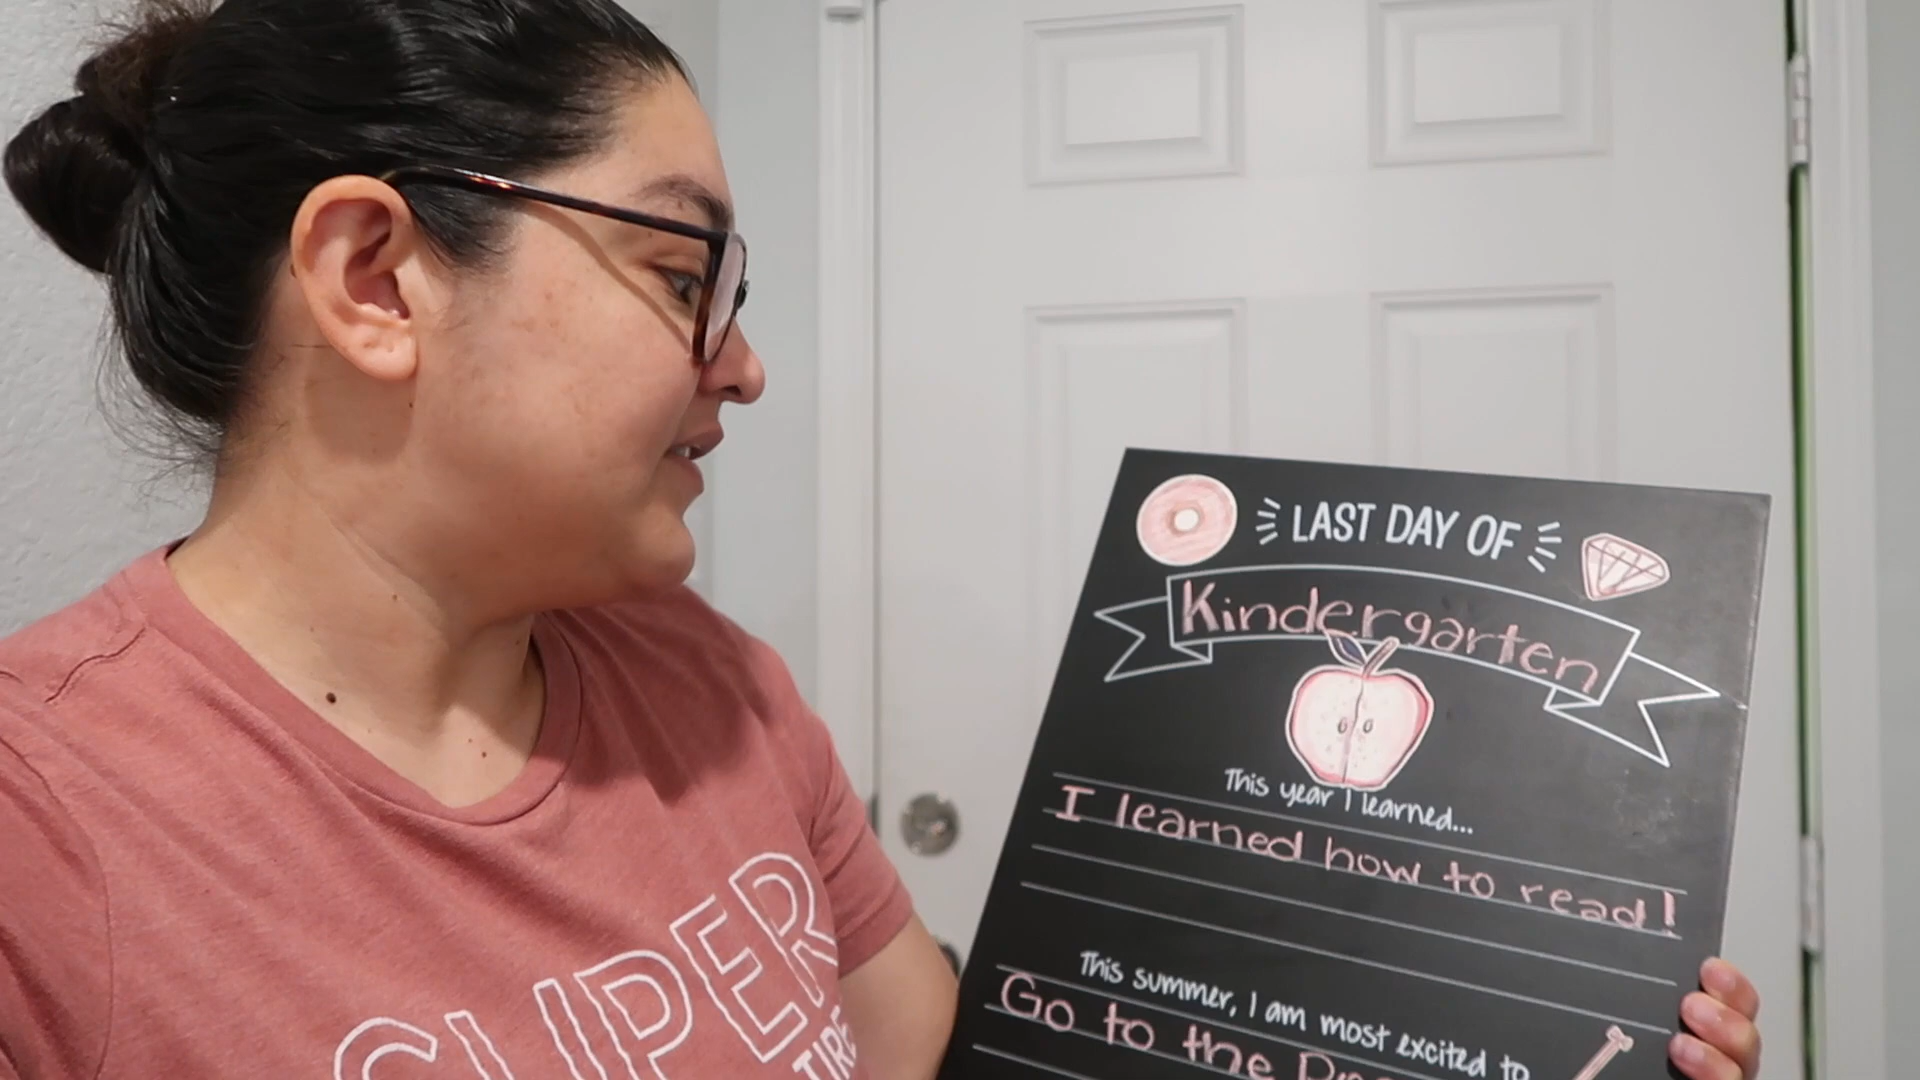 LAST DAY OF
Kindergarten
This year I learned...
I learned how to read!
This summer, I am most excited to
Go to the
SUPER